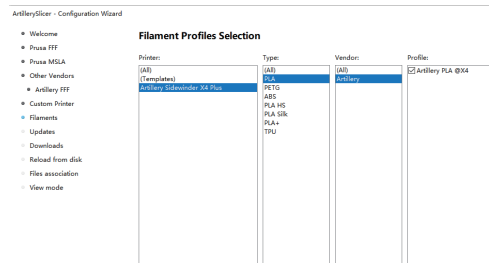 ArtillerySlicer - Configuration Wizard
Welcome
Prusa FFF
Prusa MSLA
Other Vendors
Artillery FFF
Custom Printer
Filaments
Updates
Downloads
Reload from disk
Files association
View mode
Filament Profiles Selection
Printer:
(All)
(Templates)
Artillery Sidewinder X4 Plus
Type:
(All)
PLA
PETG
ABS
PLA HS
PLA Silk
PLA+
TPU
Vendor:
(All)
Artillery
Profile:
Artillery PLA @X4